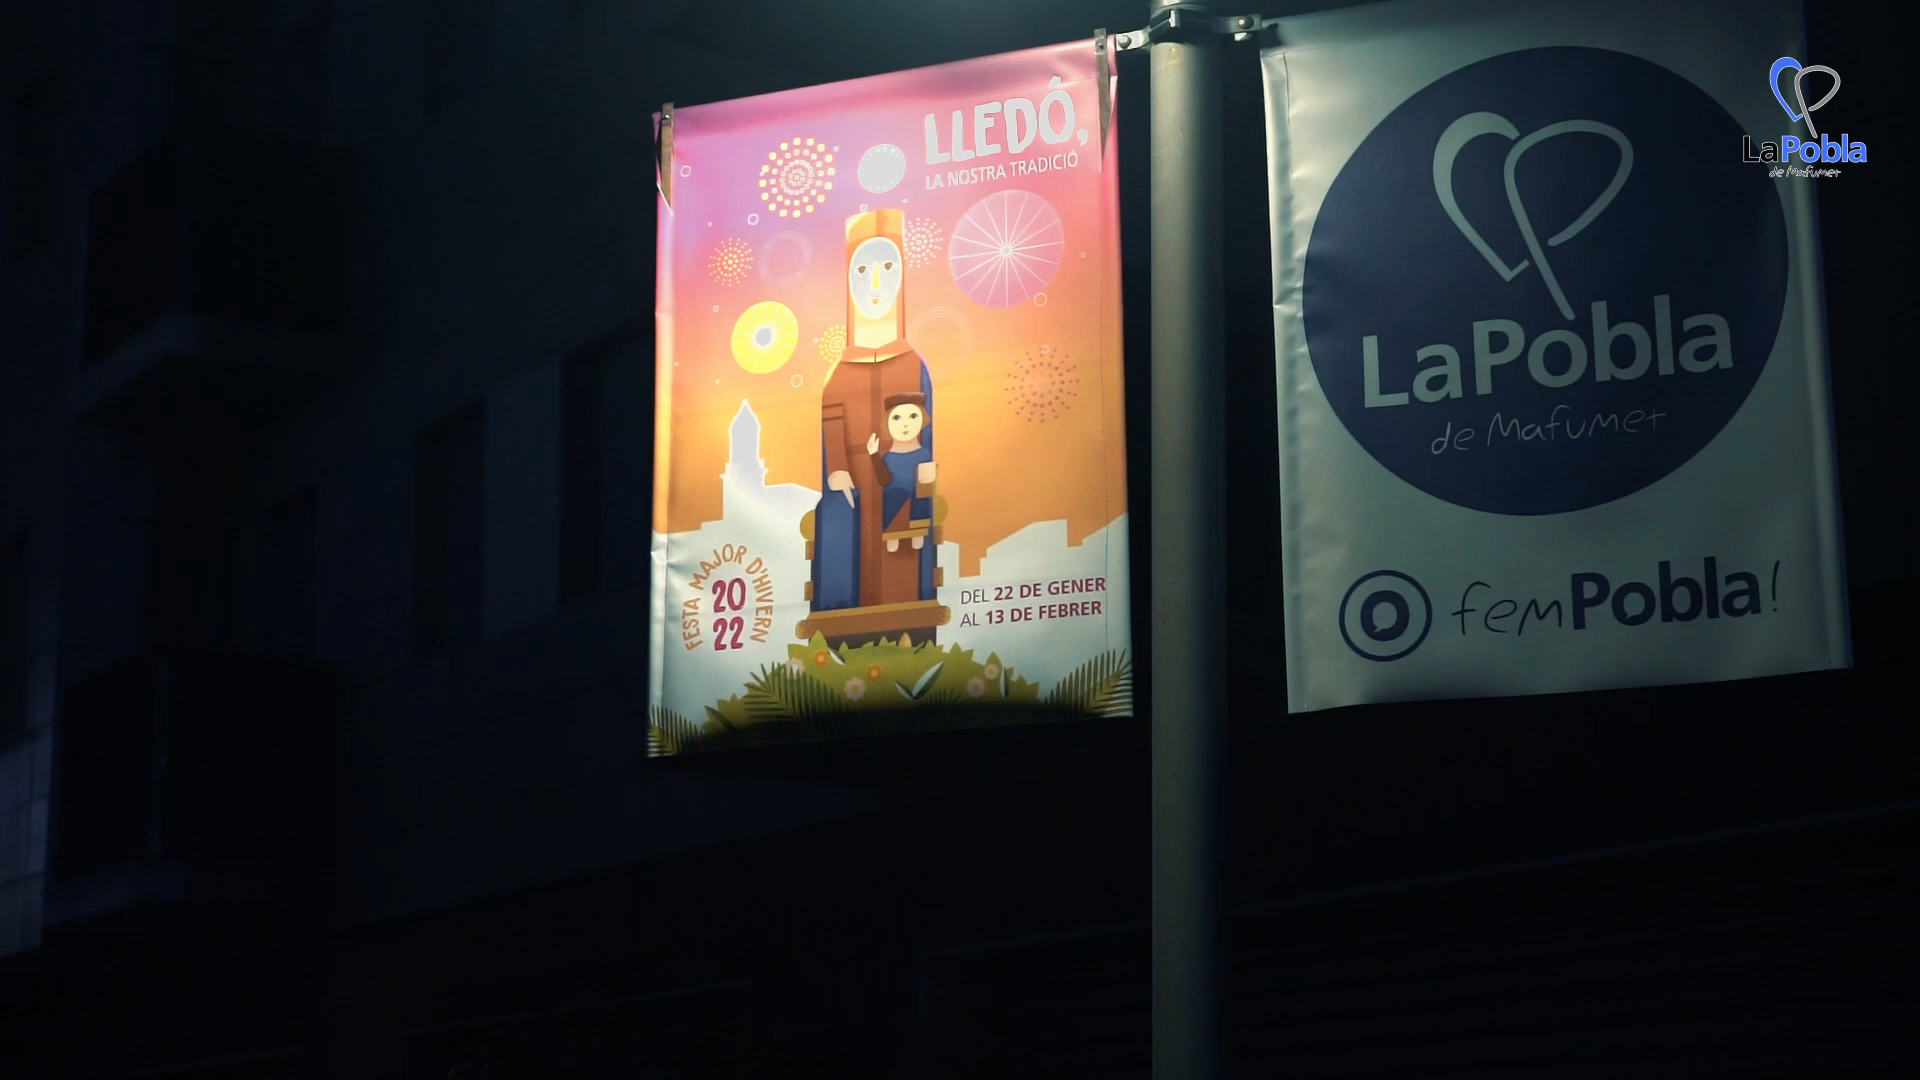 LLEDÓ,
LA NOSTRA TRADICIÓ
FESTA MAJOR D'HIVERN
20
22
DEL 22 DE GENER
AL 13 DE FEBRER
LaPobla
de Mafumet
femPobla!
LaPobla
de Mafumet